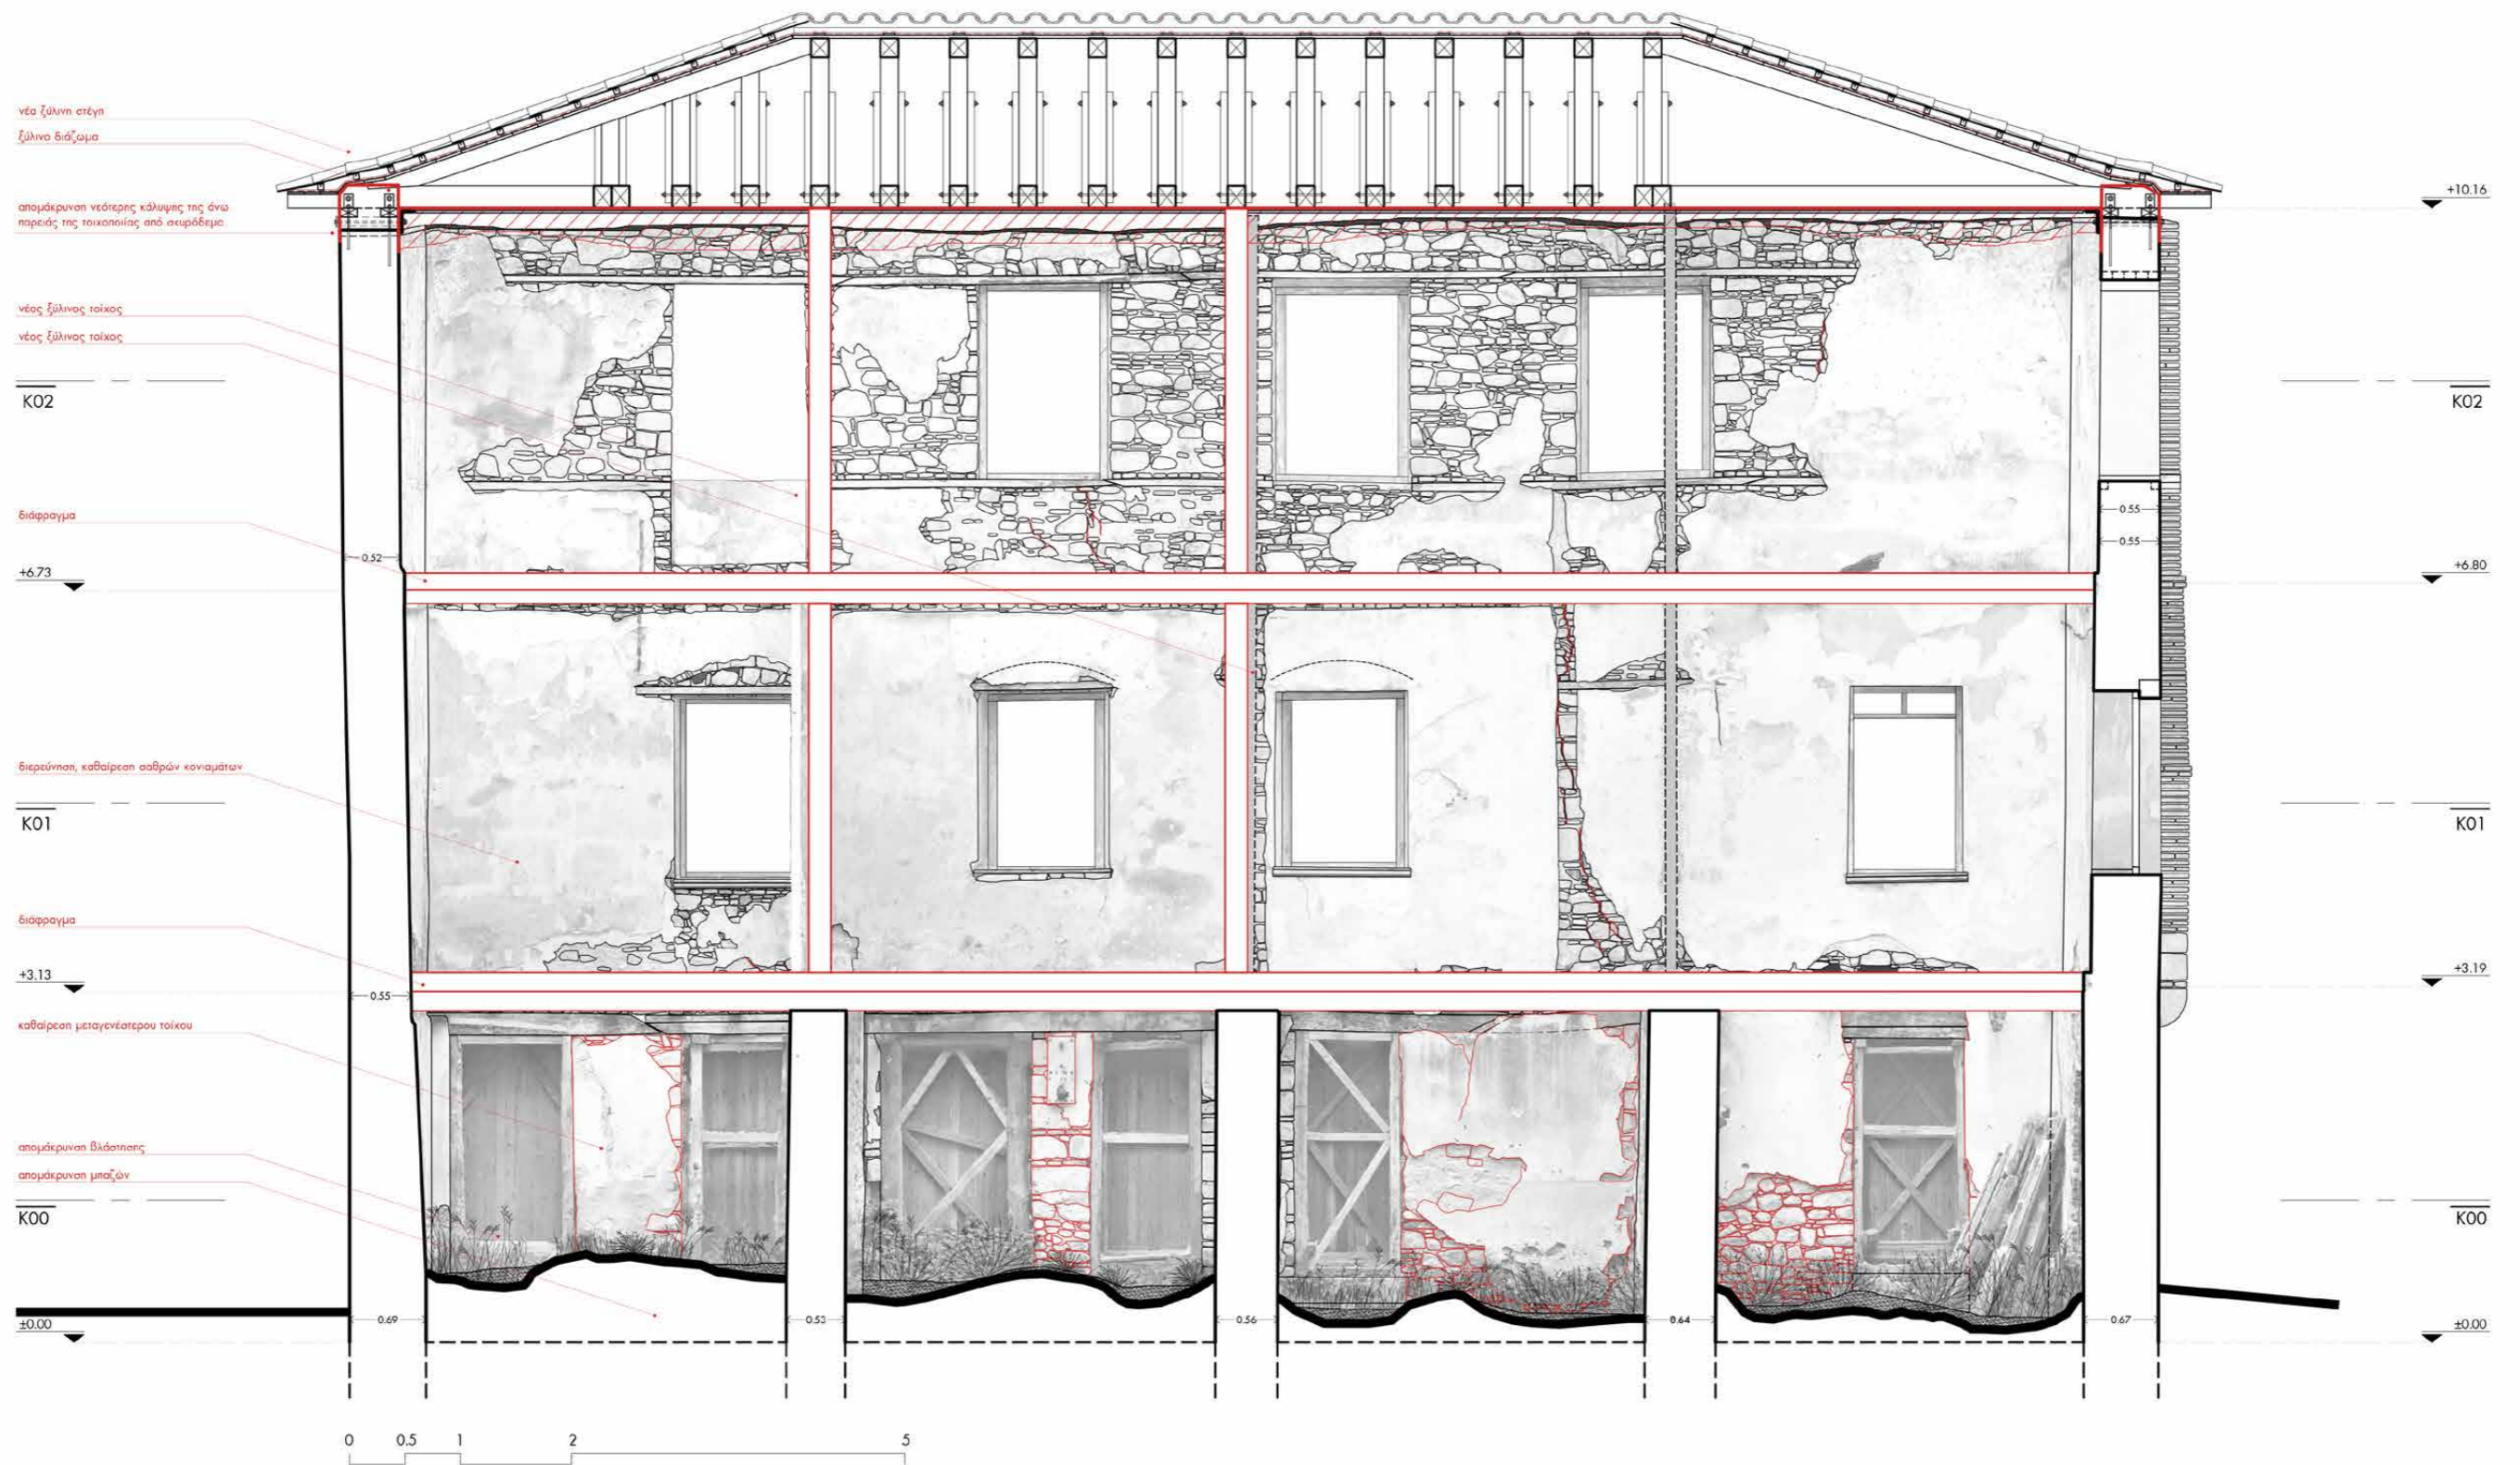 νέα ξύλινη στέγη
ξύλινο διάζωμα
απομάκρυνση νεότερης κάλυψης της άνω
παρειάς της τοιχοποιίας από σκυρόδεμα
νέος ξύλινος τοίχος
νέος ξύλινος τοίχος
K02
διάφραγμα
+6.73
διερεύνηση, καθαίρεση σαθρών κονιαμάτων
K01
διάφραγμα
+3.13
καθαίρεση μεταγενέστερου τοίχου
απομάκρυνση βλάστησης
απομάκρυνση μπαζών
K00
±0.00
0.52
0.55
0.69
0.53
0.56
0.64
0.67
0.55
0.55
+10.16
K02
+6.80
K01
+3.19
K00
±0.00
0 0.5 1 2 5